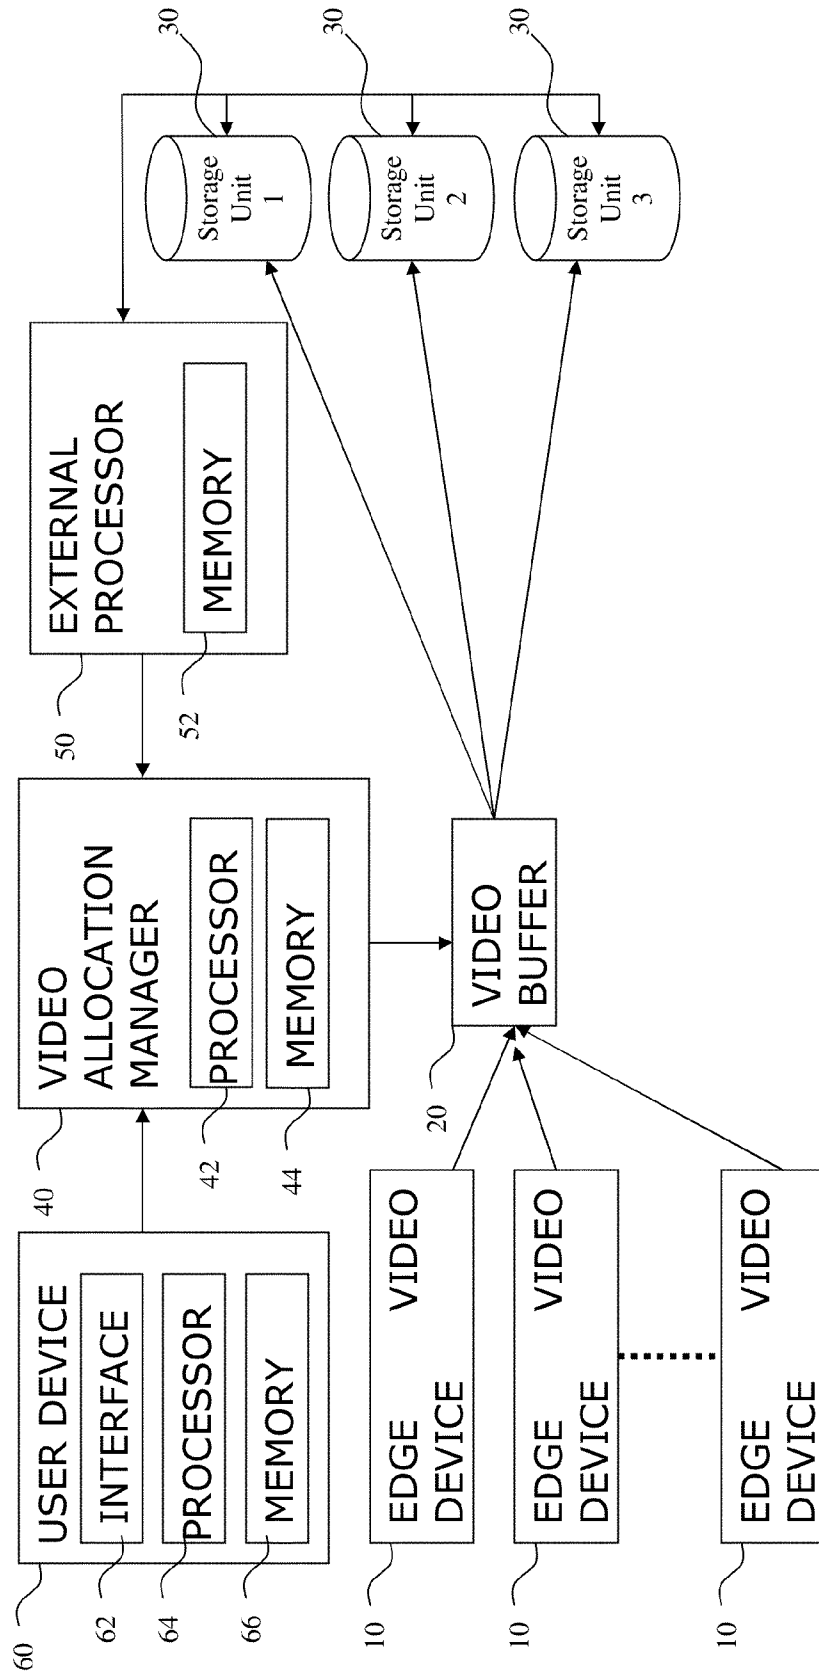 60
USER DEVICE
62
INTERFACE
64
PROCESSOR
66
MEMORY
40
VIDEO
ALLOCATION
MANAGER
42
PROCESSOR
44
MEMORY
50
EXTERNAL
PROCESSOR
52
MEMORY
10
EDGE VIDEO
DEVICE
10
EDGE VIDEO
DEVICE
10
EDGE VIDEO
DEVICE
20
VIDEO
BUFFER
30
Storage
Unit
1
30
Storage
Unit
2
30
Storage
Unit
3